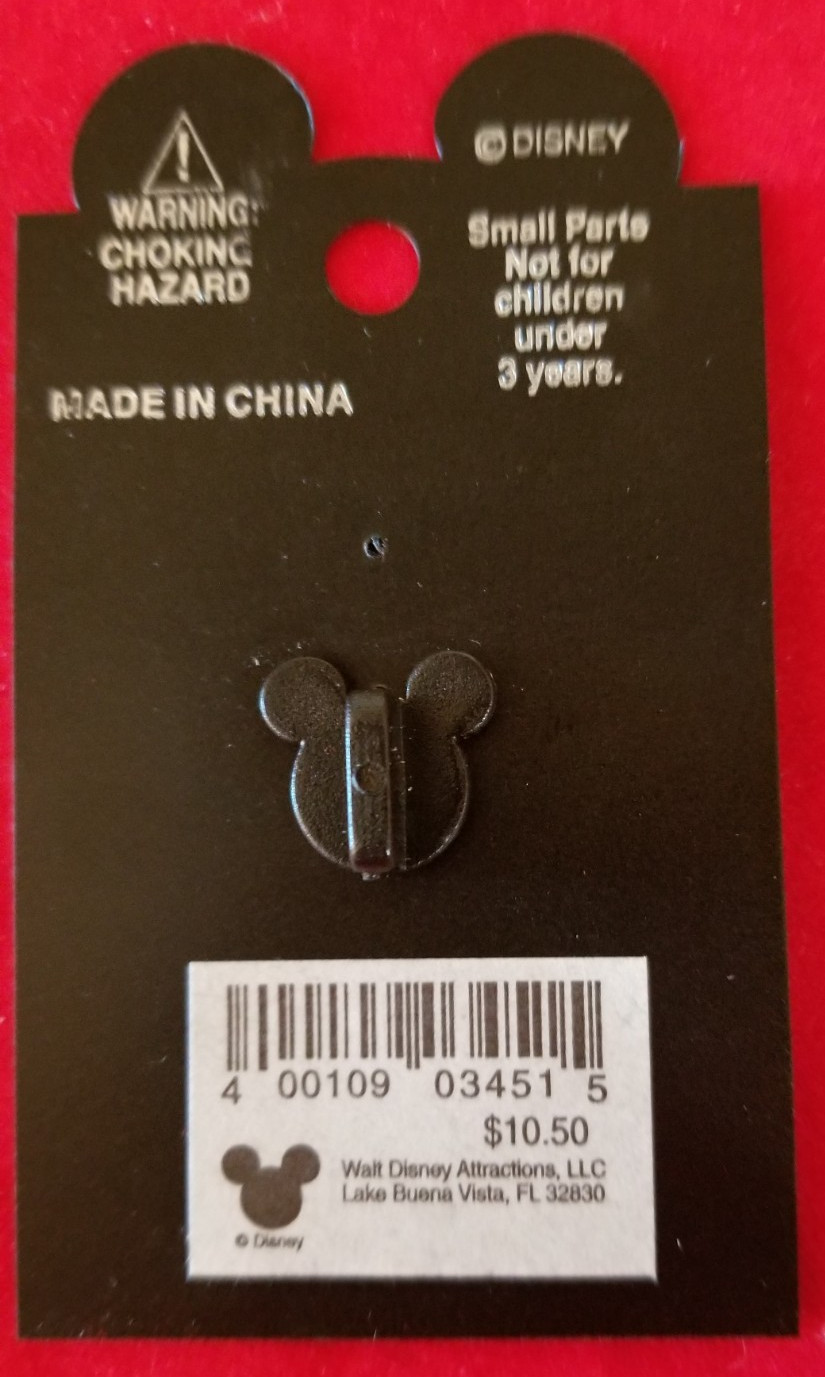 !
WARNING:
CHOKING
HAZARD
© DISNEY
Small Parts
Not for
children
under
3 years.
MADE IN CHINA
4 00109 03451 5
$10.50
Walt Disney Attractions, LLC
Lake Buena Vista, FL 32830
© Disney